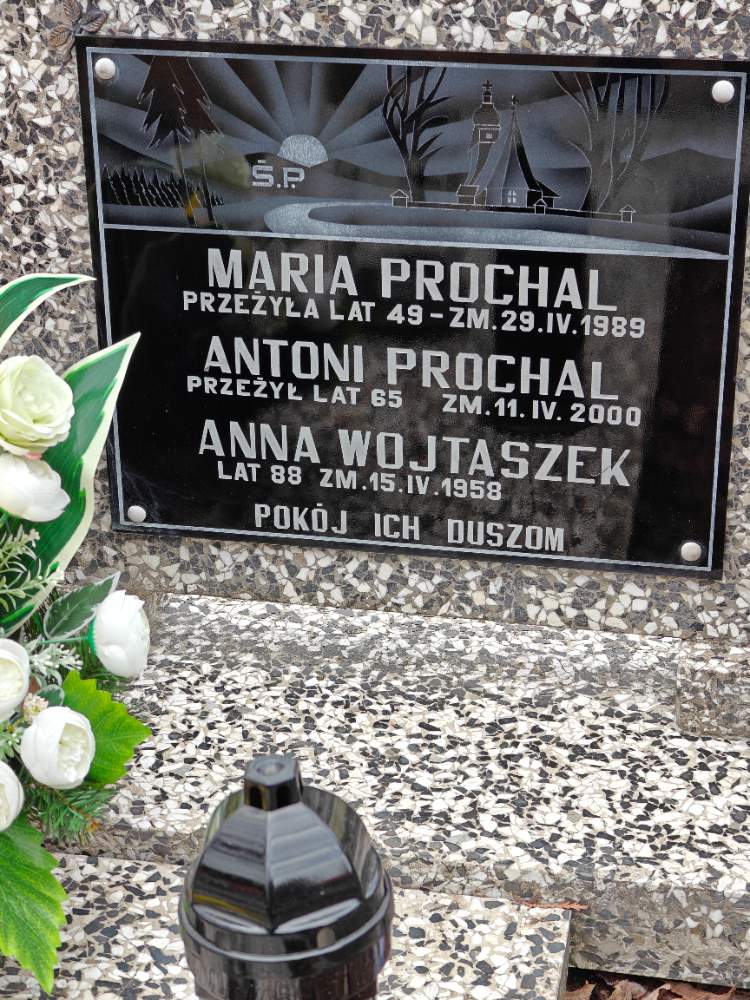 Ś.P.
MARIA PROCHAL
PRZEŻYŁA LAT 49 - ZM. 29.IV.1989
ANTONI PROCHAL
PRZEŻYŁ LAT 65 ZM. 11. IV. 2000
ANNA WOJTASZEK
LAT 88 ZM. 15. IV. 1958
POKÓJ ICH DUSZOM